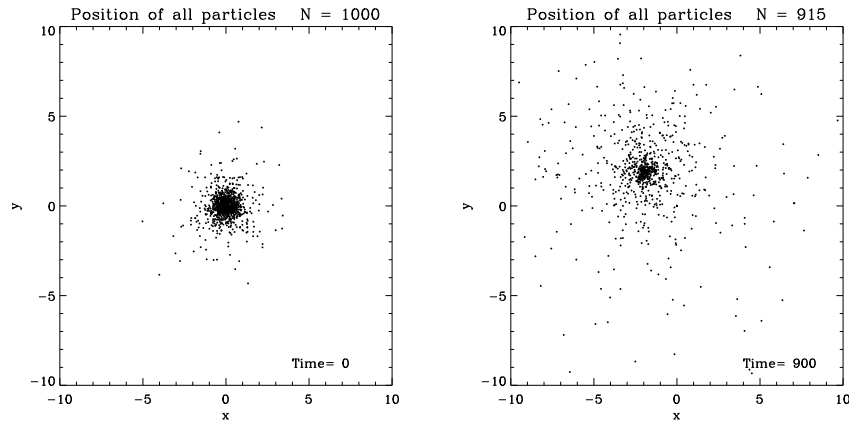 Position of all particles N = 1000
10
5
0
−5
−10
y
−10 −5 0 5 10
x
Time= 0
Position of all particles N = 915
10
5
0
−5
−10
y
−10 −5 0 5 10
x
Time= 900